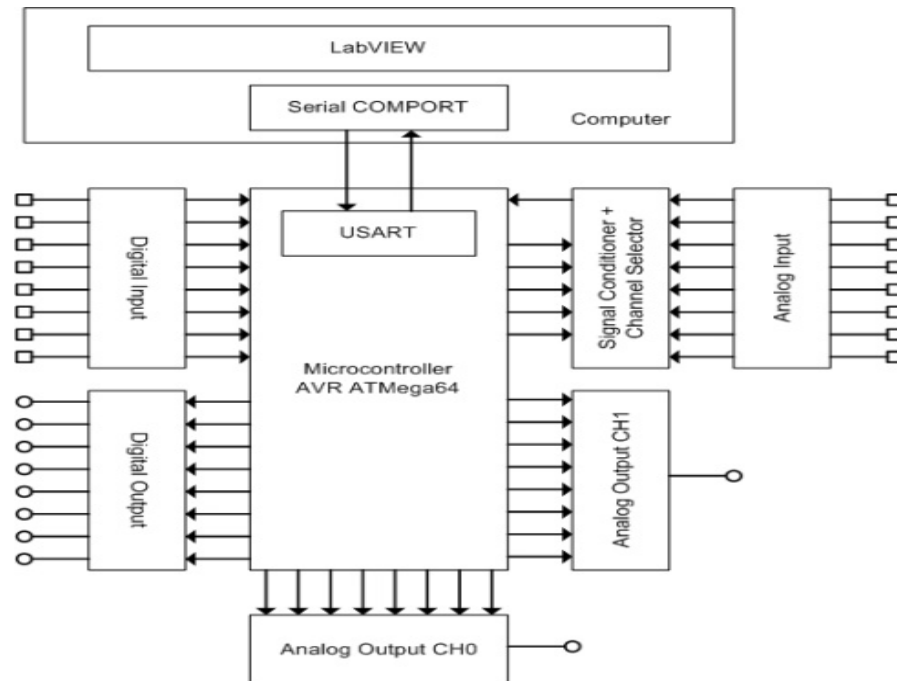 LabVIEW
Serial COMPORT
Computer
USART
Digital Input
Microcontroller
AVR ATMega64
Signal Conditioner +
Channel Selector
Analog Input
Digital Output
Analog Output CH1
Analog Output CH0